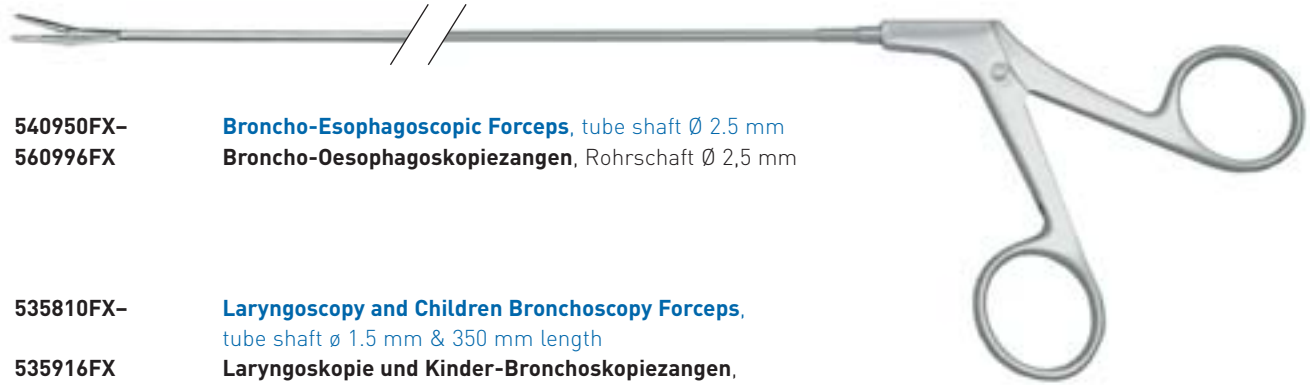 540950FX– Broncho-Esophagoscopic Forceps, tube shaft Ø 2.5 mm
560996FX Broncho-Oesophagoskopiezangen, Rohrschaft Ø 2,5 mm
535810FX– Laryngoscopy and Children Bronchoscopy Forceps,
tube shaft ø 1.5 mm & 350 mm length
535916FX Laryngoskopie und Kinder-Bronchoskopiezangen,